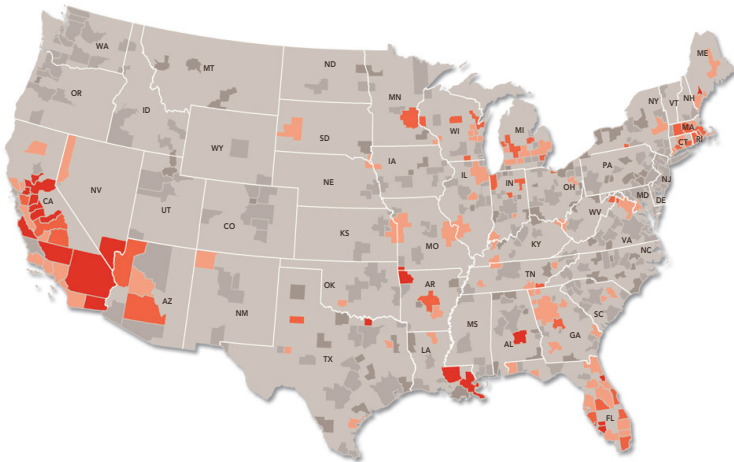 WA
MT
ND
MN
OR
ID
SD
WI
MI
ME
NY
VT
NH
MA
CT
RI
WY
IA
NE
NV
CA
UT
CO
IL
IN
OH
PA
NJ
MD
DE
KS
MO
KY
WV
VA
NC
AZ
NM
OK
AR
TN
SC
TX
LA
MS
AL
GA
FL